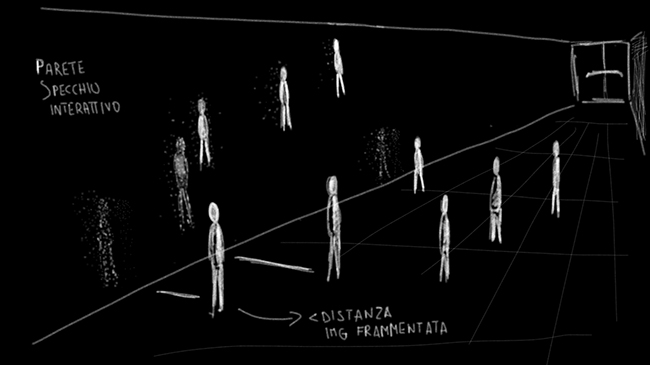 PARETE
SPECCHIO
INTERATTIVO
< DISTANZA
IMG FRAMMENTATA